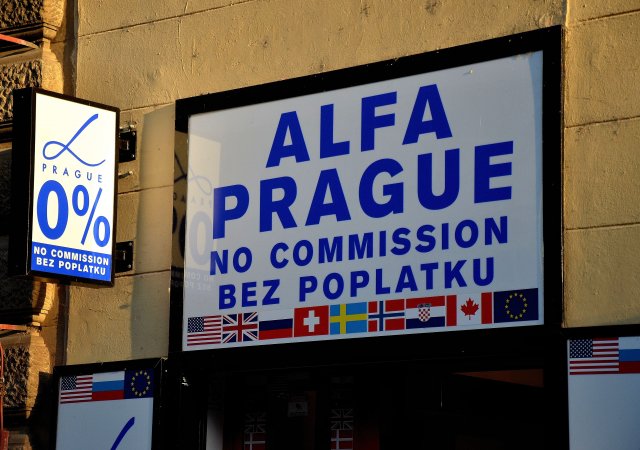 PRAGUE
0%
NO COMMISSION
BEZ POPLATKU
ALFA
PRAGUE
NO COMMISSION
BEZ POPLATKU